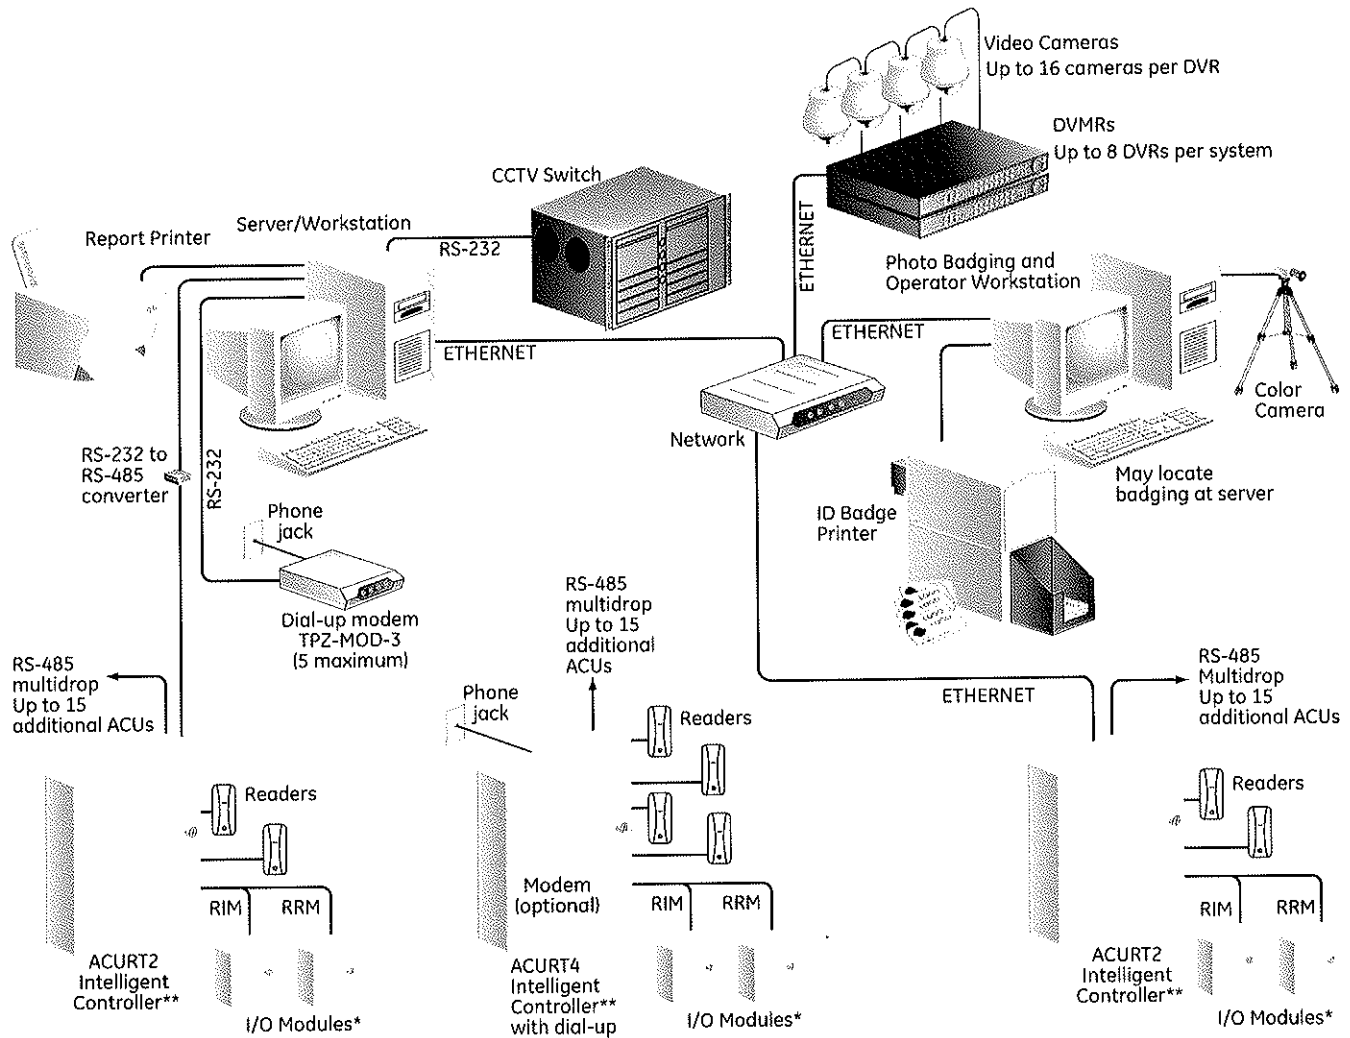 Video Cameras
Up to 16 cameras per DVR
DVMRs
Up to 8 DVRs per system
CCTV Switch
Server/Workstation
Report Printer
RS-232
ETHERNET
Photo Badging and
Operator Workstation
ETHERNET
ETHERNET
Color
Camera
Network
RS-232 to
RS-485
converter
RS-232
May locate
badging at server
Phone
jack
ID Badge
Printer
Dial-up modem
TPZ-MOD-3
(5 maximum)
RS-485
multidrop
Up to 15
additional
ACUs
RS-485
multidrop
Up to 15
additional ACUs
Phone
jack
ETHERNET
RS-485
Multidrop
Up to 15
additional ACUs
Readers
Readers
Readers
RIM
RRM
Modem
(optional)
RIM
RRM
RIM
RRM
ACURT2
Intelligent
Controller**
I/O Modules*
ACURT4
Intelligent
Controller**
with dial-up
I/O Modules*
ACURT2
Intelligent
Controller**
I/O Modules*